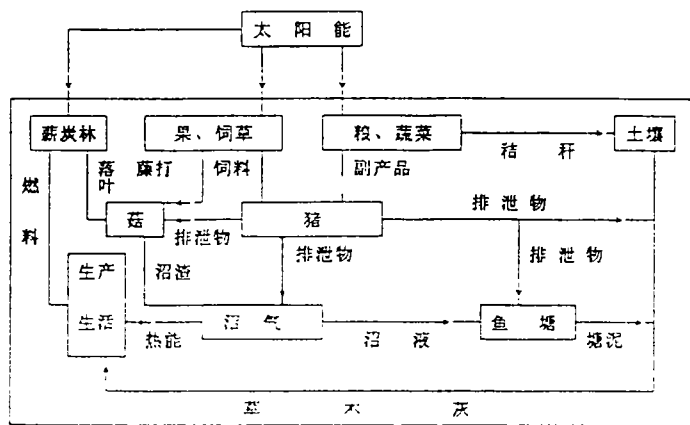 太阳能
薪炭林
果、饲草
粮、蔬菜
土壤
秸秆
燃料
落叶
藤打
饲料
副产品
菇
猪
排泄物
排泄物
排泄物
排泄物
沼渣
生产
生活
热能
沼气
沼液
鱼塘
塘泥
草木灰